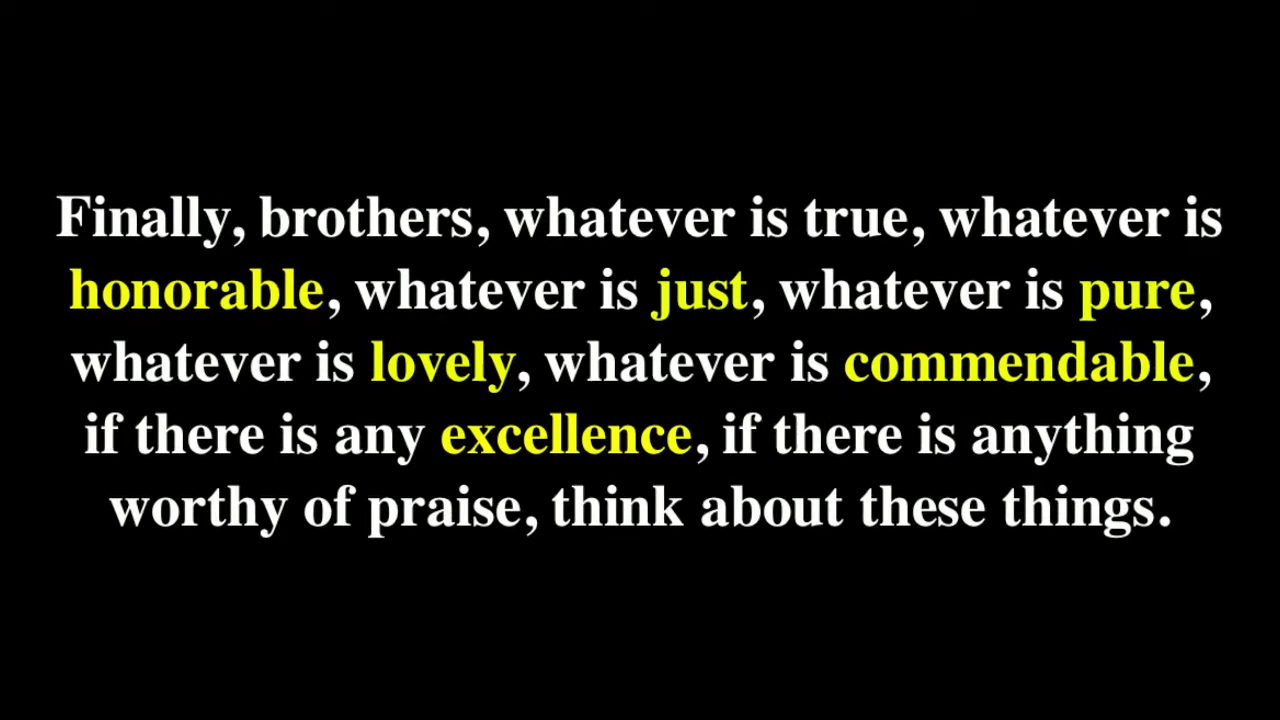 Finally, brothers, whatever is true, whatever is
honorable, whatever is just, whatever is pure,
whatever is lovely, whatever is commendable,
if there is any excellence, if there is anything
worthy of praise, think about these things.